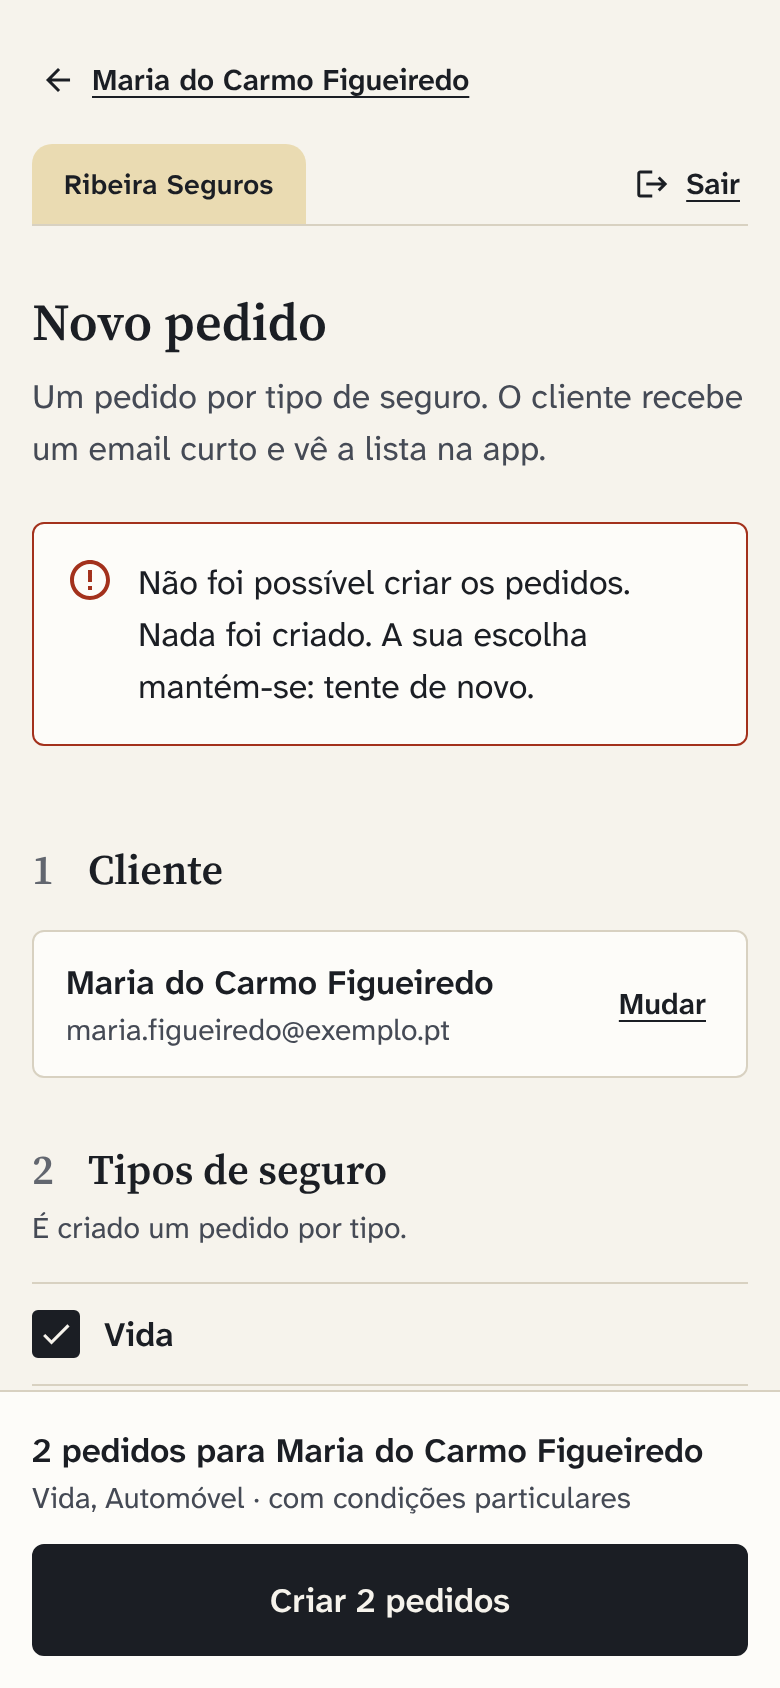 Maria do Carmo Figueiredo
Ribeira Seguros
Sair
Novo pedido
Um pedido por tipo de seguro. O cliente recebe
um email curto e vê a lista na app.
Não foi possível criar os pedidos.
Nada foi criado. A sua escolha
mantém-se: tente de novo.
1 Cliente
Maria do Carmo Figueiredo
maria.figueiredo@exemplo.pt
Mudar
2 Tipos de seguro
É criado um pedido por tipo.
Vida
2 pedidos para Maria do Carmo Figueiredo
Vida, Automóvel · com condições particulares
Criar 2 pedidos